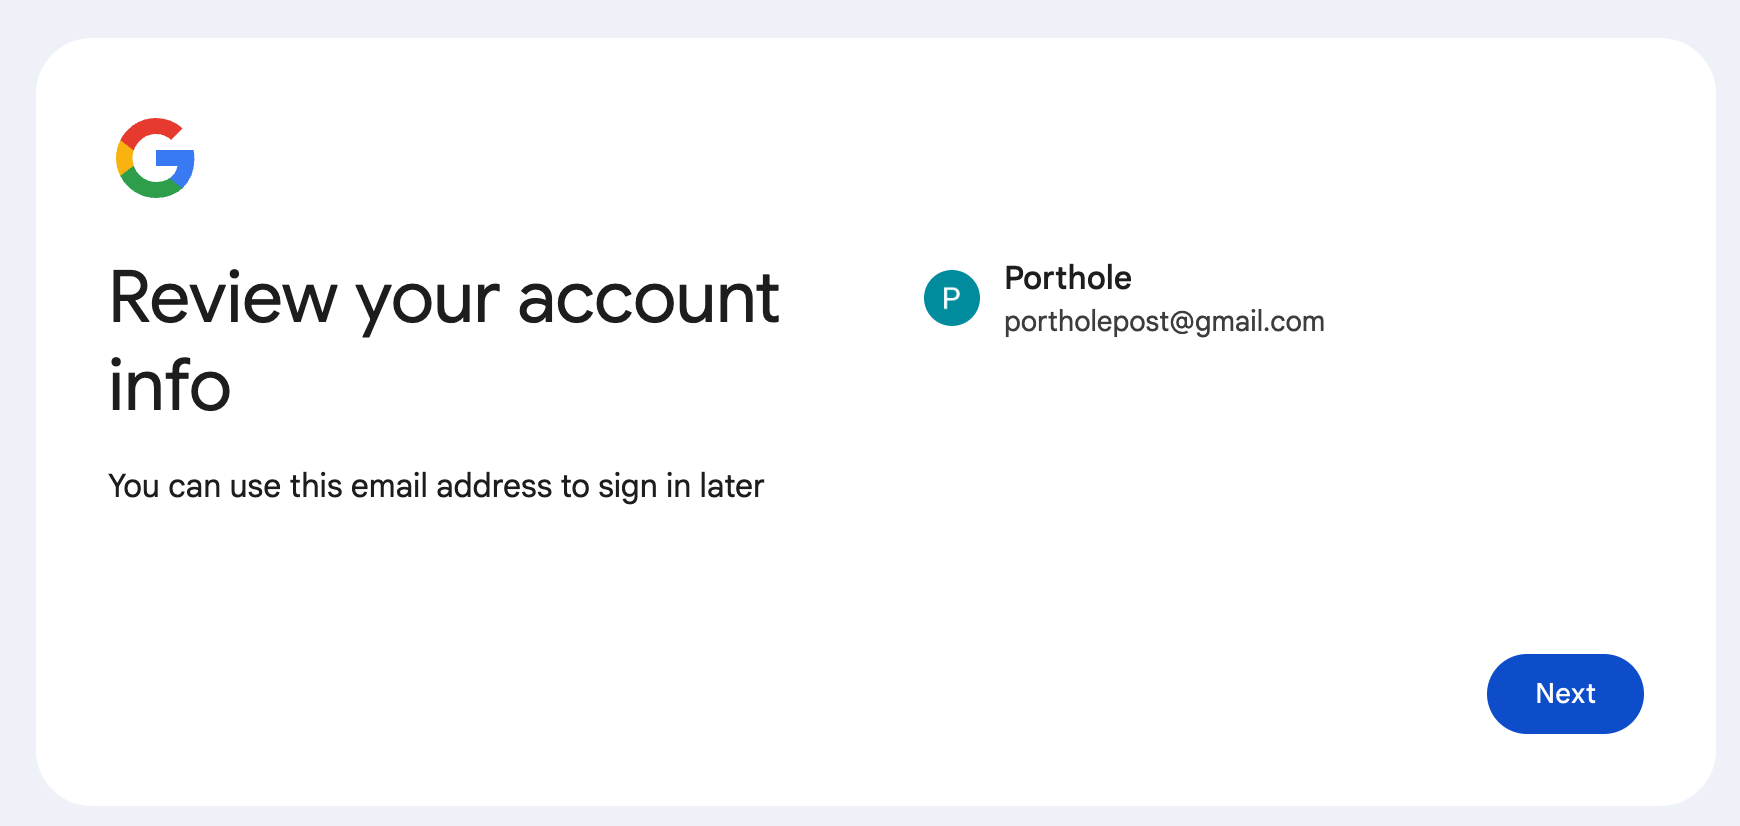 Review your account
info
You can use this email address to sign in later
P
Porthole
portholepost@gmail.com
Next